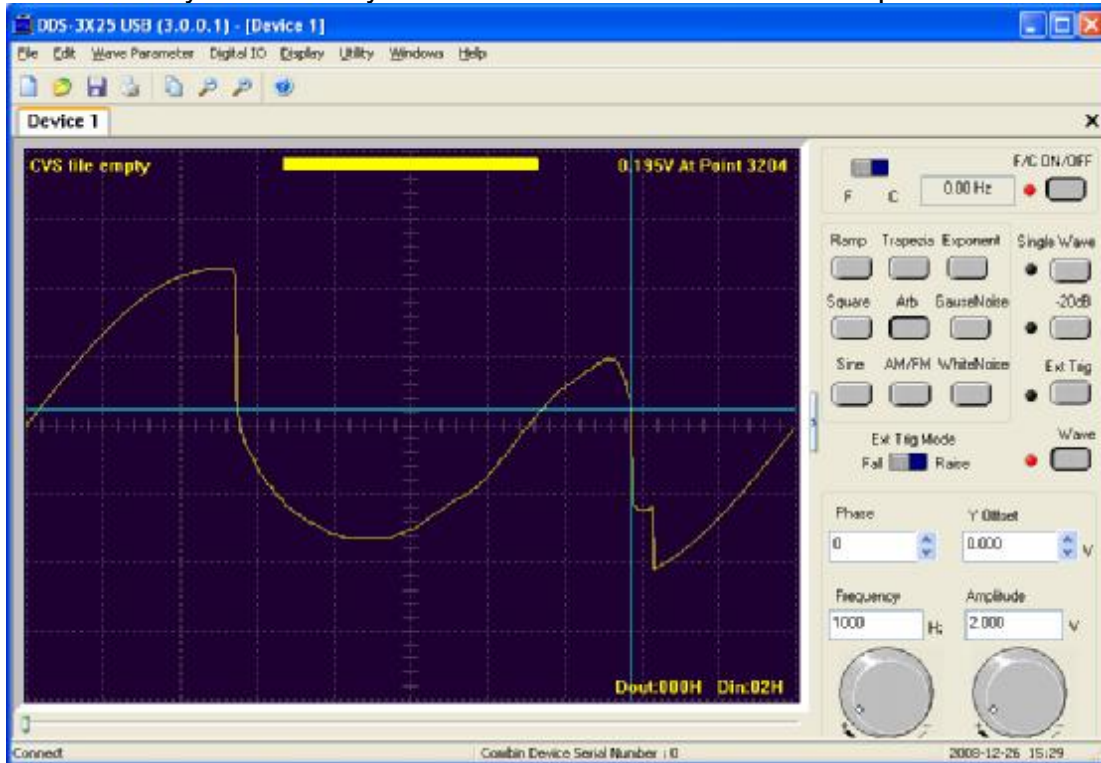 DDS-3X25 USB (3.0.0.1) - [Device 1]
File Edit Wave Parameter Digital IO Display Utility Windows Help
Device 1
CVS file empty
0.195V At Point 3204
F/C ON/OFF
F C
0.00 Hz
Ramp Trapezia Exponent Single Wave
Square Arb GauseNoise -20dB
Sine AM/FM WhiteNoise Ext Trig
Ext Trig Mode
Wave
Fall Raise
Phase Y Offset
0 0.000 V
Frequency Amplitude
1000 Hz 2.000 V
Dout:000H Din:02H
Connect
Combin Device Serial Number : 0
2008-12-26 15:29